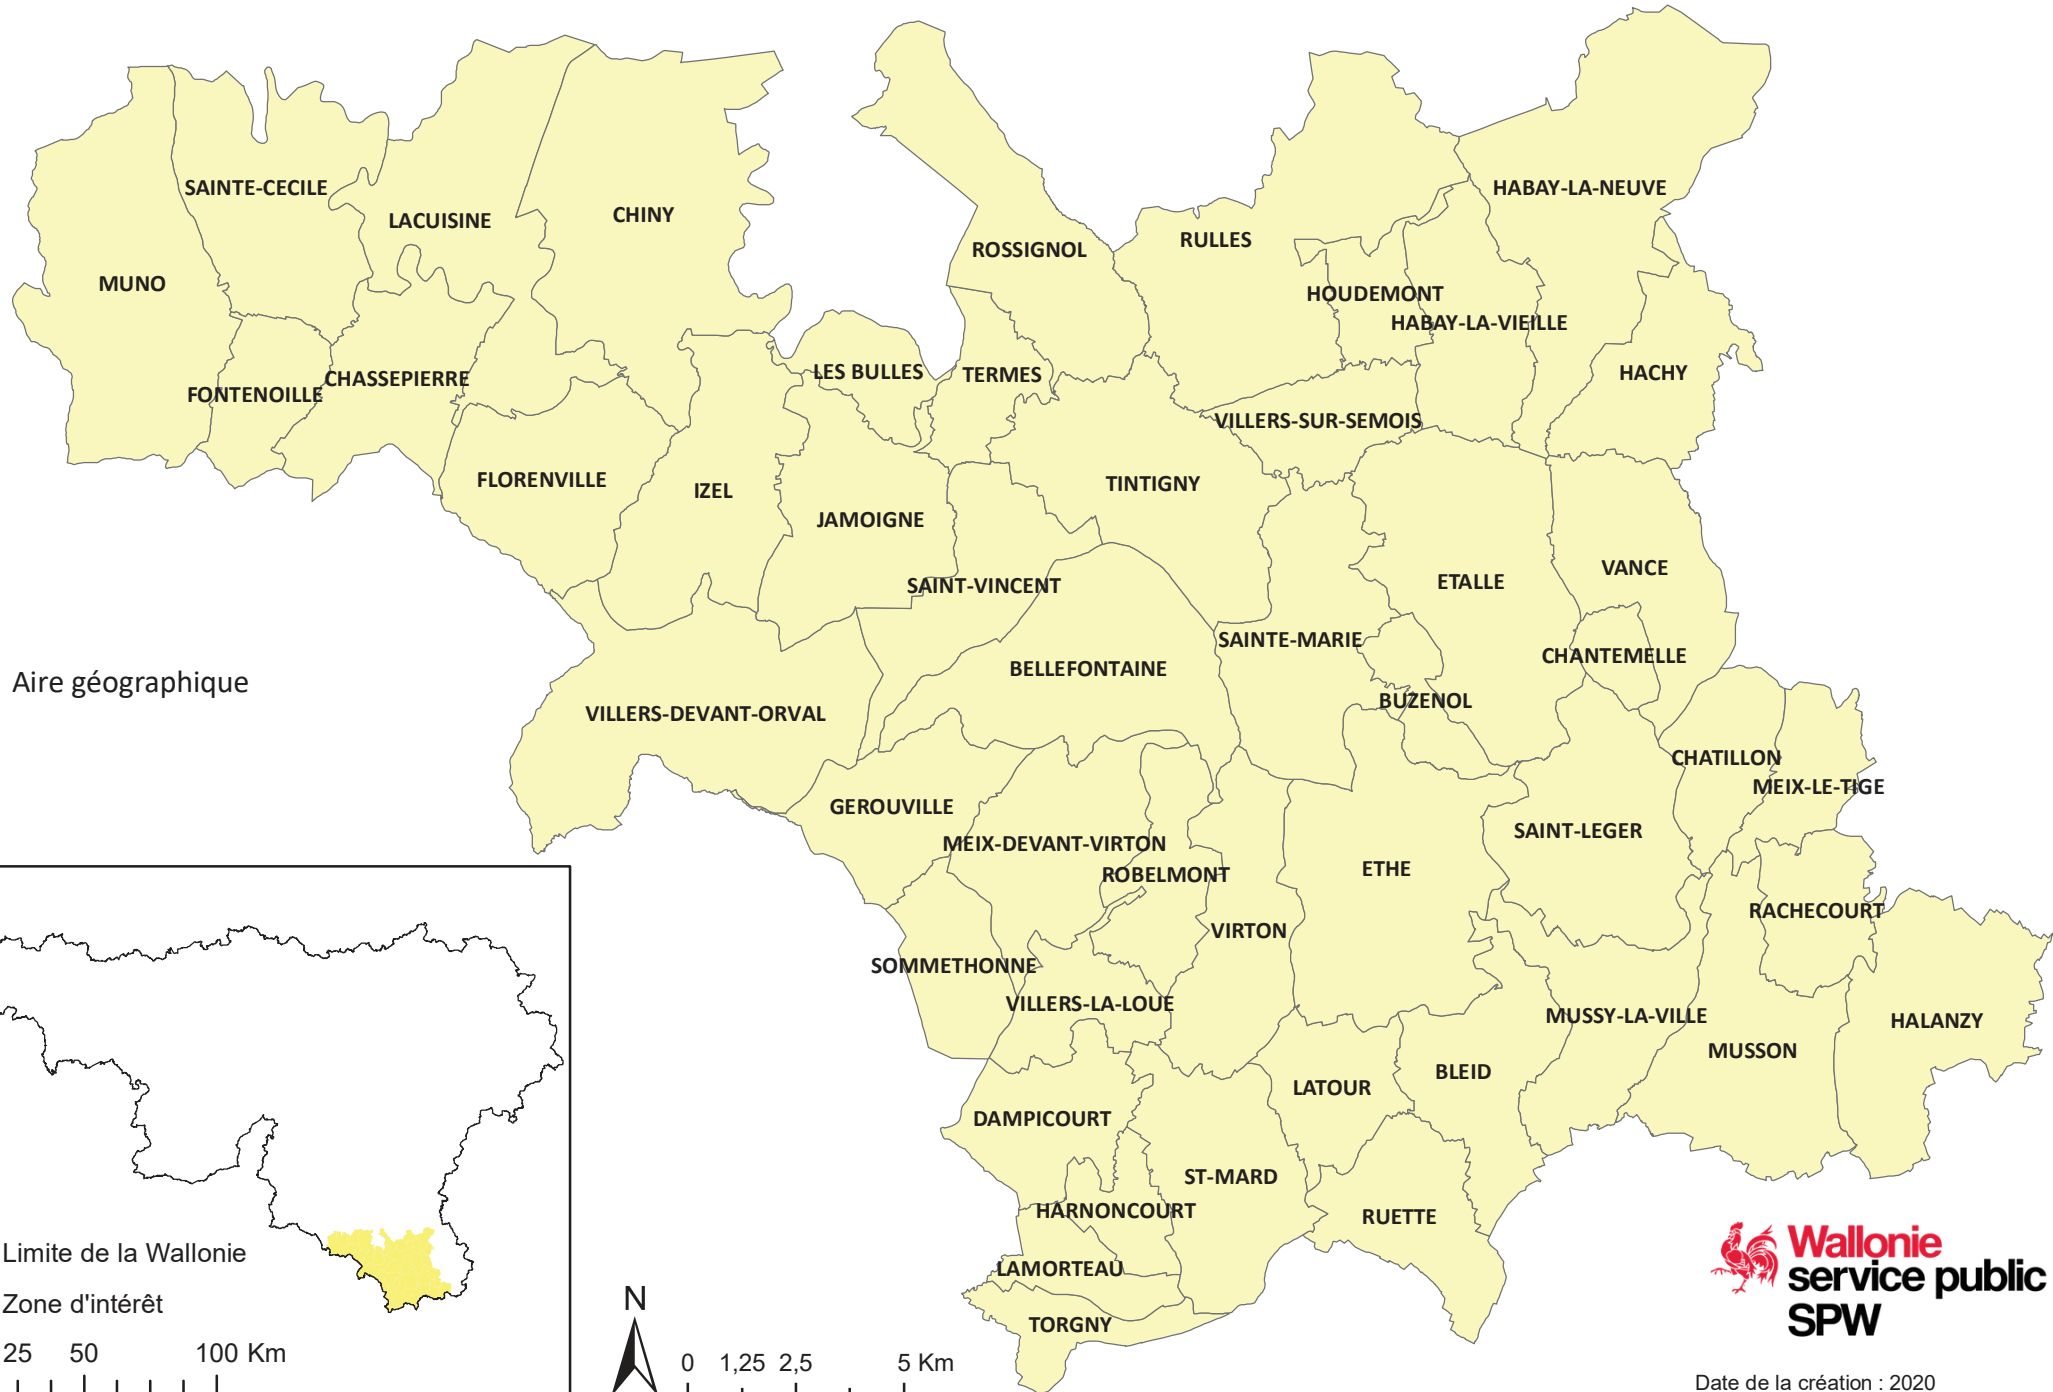 SAINTE-CECILE
HABAY-LA-NEUVE
LACUISINE
CHINY
RULLES
ROSSIGNOL
MUNO
HOUDEMONT
HABAY-LA-VIEILLE
LES BULLES
TERMES
HACHY
CHASSEPIERRE
FONTENOILLE
VILLERS-SUR-SEMOIS
FLORENVILLE
IZEL
TINTIGNY
JAMOIGNE
VANCE
ETALLE
SAINT-VINCENT
SAINTE-MARIE
CHANTEMELLE
BELLEFONTAINE
Aire géographique
BUZENOL
VILLERS-DEVANT-ORVAL
CHATILLON
MEIX-LE-TIGE
GEROUVILLE
SAINT-LEGER
MEIX-DEVANT-VIRTON
ETHE
ROBELMONT
RACHECOURT
VIRTON
SOMMETHONNE
VILLERS-LA-LOUE
MUSSY-LA-VILLE
HALANZY
MUSSON
BLEID
LATOUR
DAMPICOURT
ST-MARD
HARNONCOURT
RUETTE
LAMORTEAU
TORGNY
Limite de la Wallonie
Zone d'intérêt
25 50 100 Km
N
0 1,25 2,5 5 Km
Wallonie
service public
SPW
Date de la création : 2020